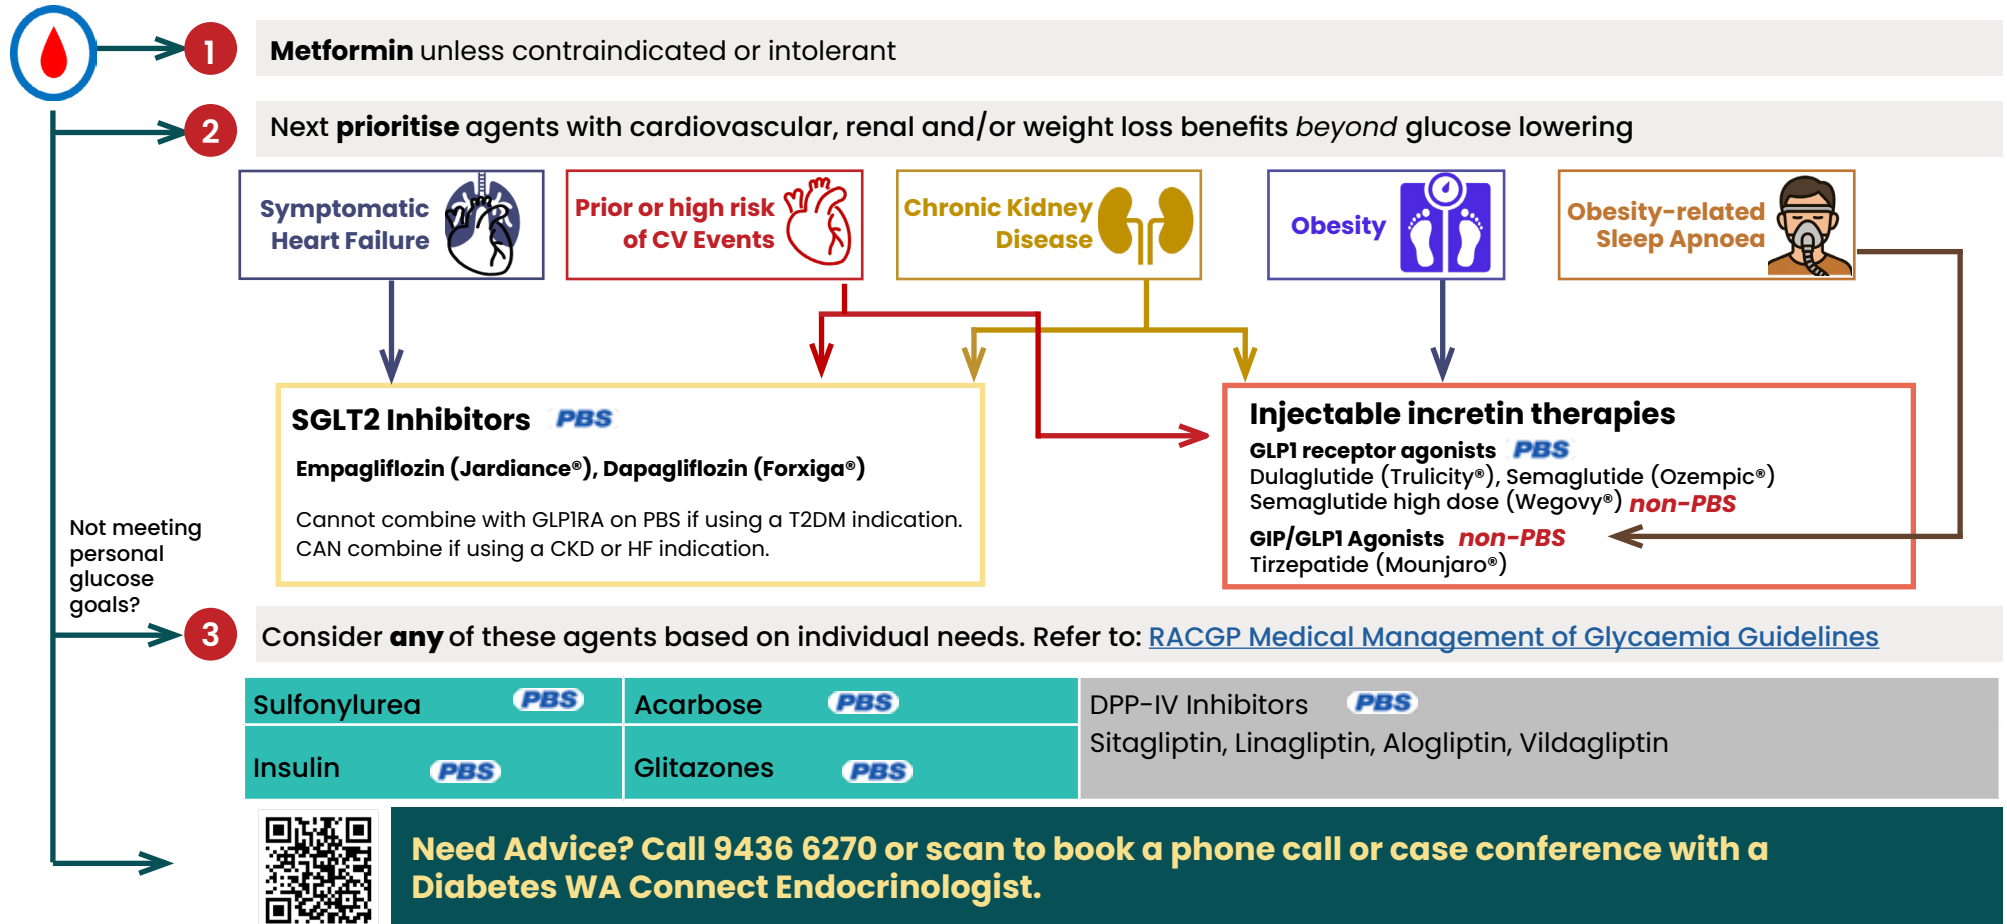 1
Metformin unless contraindicated or intolerant
2
Next prioritise agents with cardiovascular, renal and/or weight loss benefits beyond glucose lowering
Symptomatic
Heart Failure
Prior or high risk
of CV Events
Chronic Kidney
Disease
Obesity
Obesity-related
Sleep Apnoea
SGLT2 Inhibitors PBS
Empagliflozin (Jardiance®), Dapagliflozin (Forxiga®)
Cannot combine with GLP1RA on PBS if using a T2DM indication.
CAN combine if using a CKD or HF indication.
Injectable incretin therapies
GLP1 receptor agonists PBS
Dulaglutide (Trulicity®), Semaglutide (Ozempic®)
Semaglutide high dose (Wegovy®) non-PBS
GIP/GLP1 Agonists non-PBS
Tirzepatide (Mounjaro®)
Not meeting
personal
glucose
goals?
3
Consider any of these agents based on individual needs. Refer to: RACGP Medical Management of Glycaemia Guidelines
Sulfonylurea PBS
Acarbose PBS
DPP-IV Inhibitors PBS
Sitagliptin, Linagliptin, Alogliptin, Vildagliptin
Insulin PBS
Glitazones PBS
Need Advice? Call 9436 6270 or scan to book a phone call or case conference with a
Diabetes WA Connect Endocrinologist.